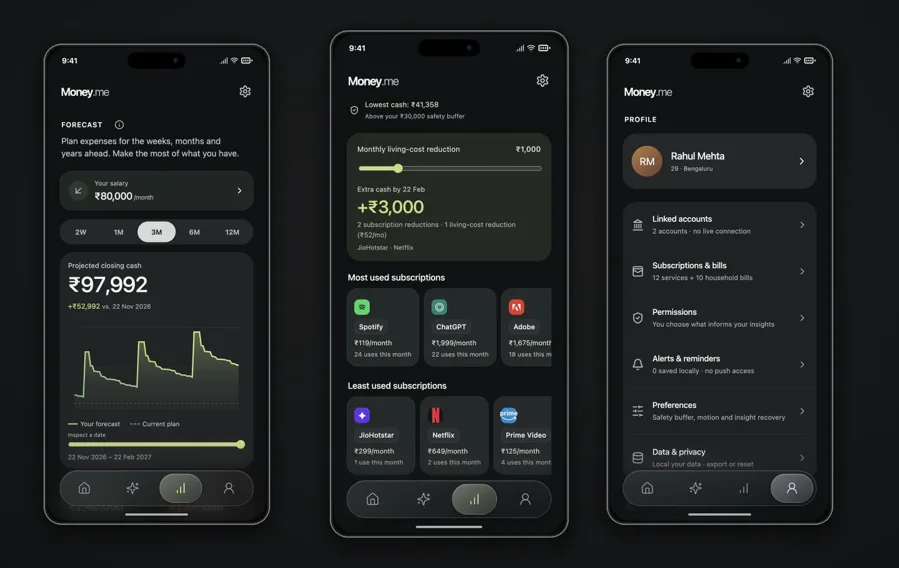 9:41
Money.me
FORECAST
Plan expenses for the weeks, months and
years ahead. Make the most of what you have.
Your salary
₹80,000/month
2W 1M 3M 6M 12M
Projected closing cash
₹97,992
+₹52,992 vs. 22 Nov 2026
Your forecast Current plan
Inspect a date
22 Nov 2026 – 22 Feb 2027
9:41
Money.me
Lowest cash: ₹41,358
Above your ₹30,000 safety buffer
Monthly living-cost reduction ₹1,000
Extra cash by 22 Feb
+₹3,000
2 subscription reductions · 1 living-cost reduction
(₹52/mo)
JioHotstar · Netflix
Most used subscriptions
Spotify ChatGPT Adobe
₹119/month ₹1,999/month ₹1,675/month
24 uses this month 22 uses this month 18 uses this m
Least used subscriptions
prime
JioHotstar Netflix Prime Video
₹299/month ₹649/month ₹125/month
1 use this month 2 uses this month 4 uses this mont
9:41
Money.me
PROFILE
RM
Rahul Mehta
29 · Bengaluru
Linked accounts
2 accounts · no live connection
Subscriptions & bills
12 services + 10 household bills
Permissions
You choose what informs your insights
Alerts & reminders
0 saved locally · no push access
Preferences
Safety buffer, motion and insight recovery
Data & privacy
Local your data · export or reset